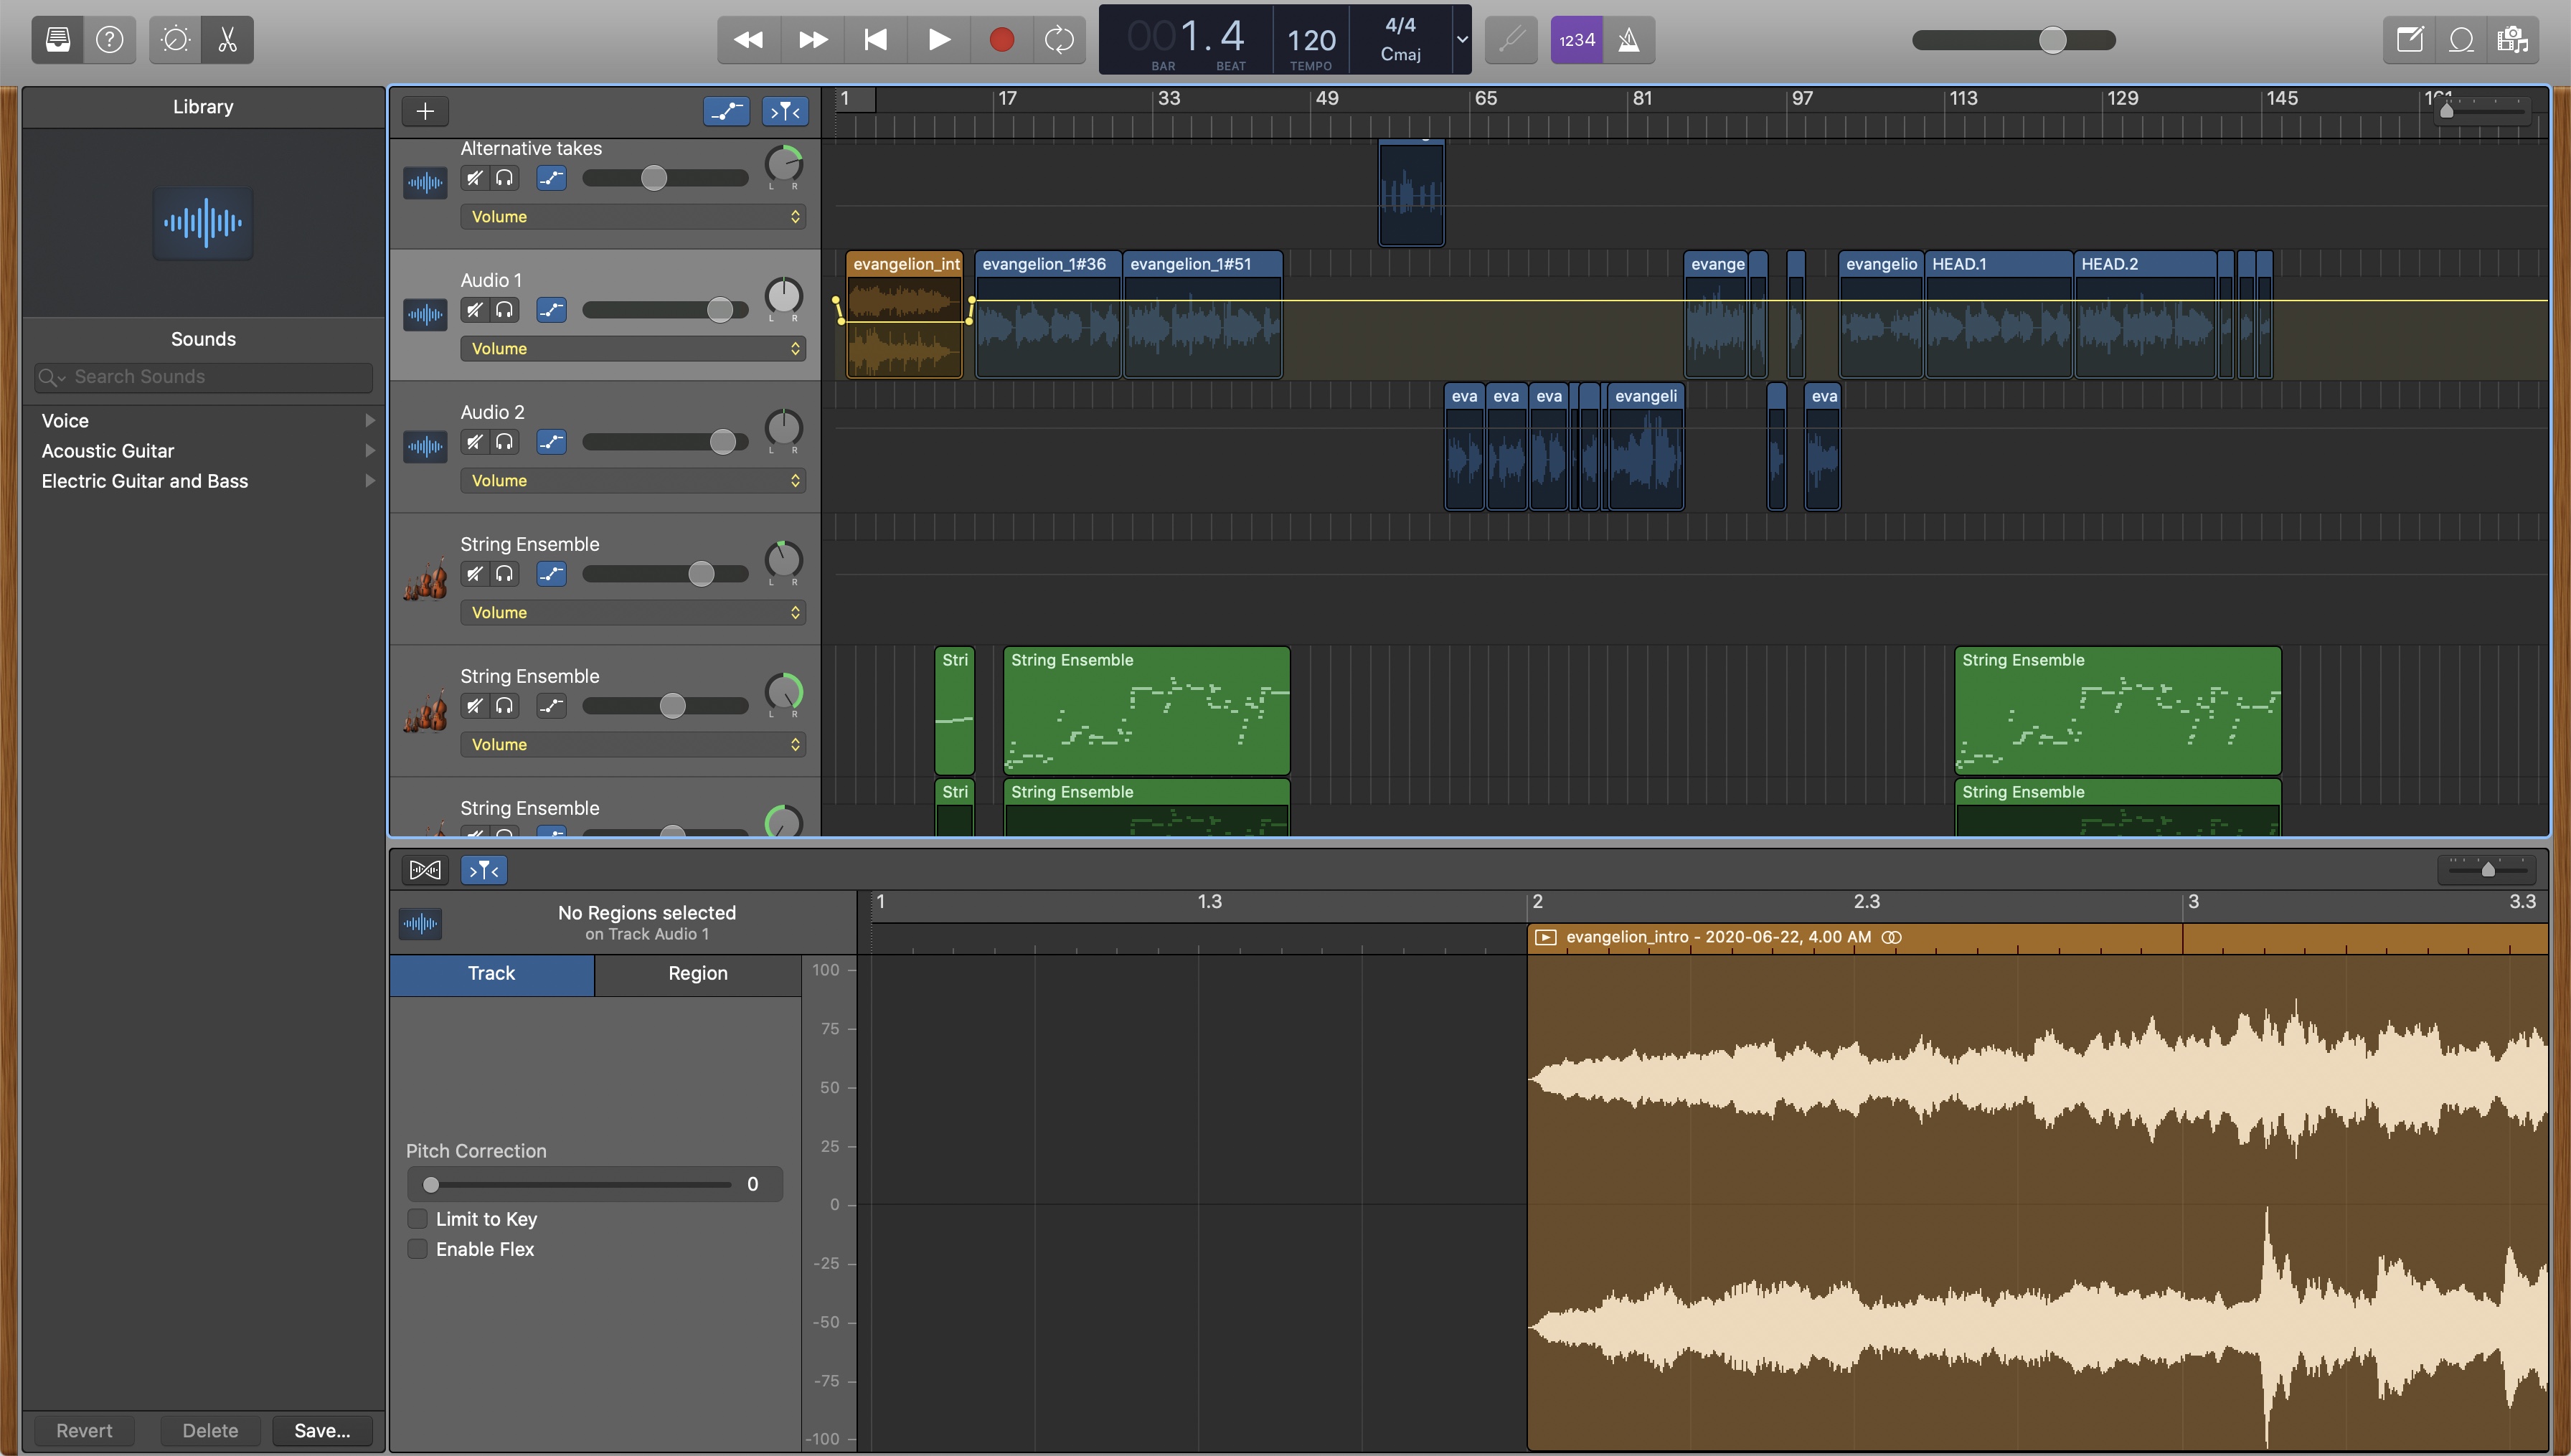 001. 4
BAR BEAT
120
TEMPO
4/4
Cmaj
1234
Library
Sounds
Search Sounds
Voice
Acoustic Guitar
Electric Guitar and Bass
Revert
Delete
Save...
1 17 33 49 65 81 97 113 129 145
Alternative takes
L R
Volume
Audio 1
L R
Volume
evangelion_int
evangelion_1#36
evangelion_1#51
evange
evangelio
HEAD.1
HEAD.2
Audio 2
L R
Volume
eva
eva
eva
evangeli
eva
String Ensemble
L R
Volume
String Ensemble
L R
Volume
Stri
String Ensemble
String Ensemble
String Ensemble
Stri
String Ensemble
String Ensemble
No Regions selected
on Track Audio 1
Track
Region
Pitch Correction
0
Limit to Key
Enable Flex
1 1.3 2 2.3 3 3.3
evangelion_intro - 2020-06-22, 4.00 AM
100
75
50
25
0
-25
-50
-75
-100